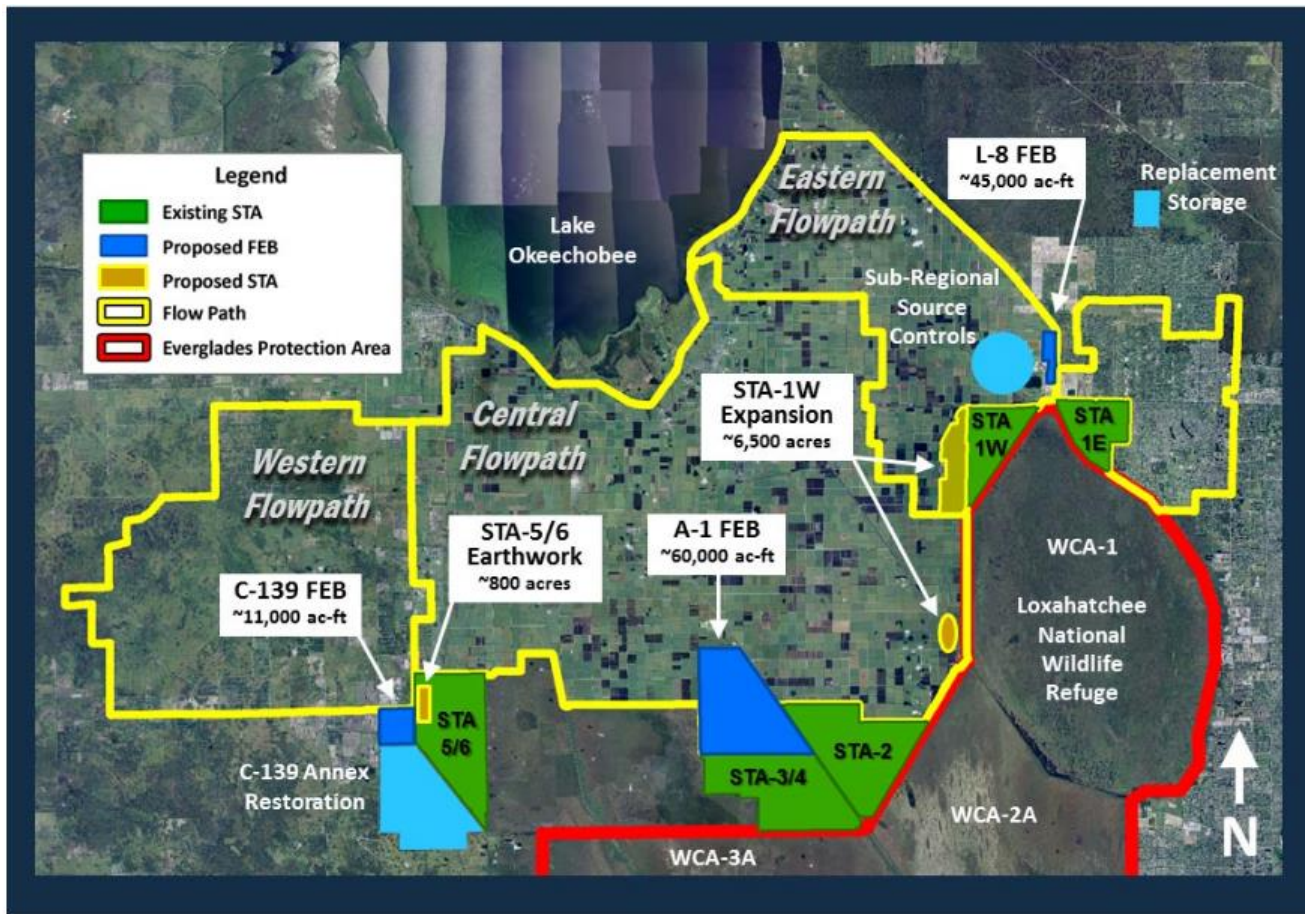 Legend
Existing STA
Proposed FEB
Proposed STA
Flow Path
Everglades Protection Area
Lake
Okeechobee
Eastern
Flowpath
L-8 FEB
~45,000 ac-ft
Replacement
Storage
Sub-Regional
Source
Controls
STA-1W
Expansion
~6,500 acres
STA
1W
STA
1E
Central
Flowpath
Western
Flowpath
STA-5/6
Earthwork
~800 acres
A-1 FEB
~60,000 ac-ft
C-139 FEB
~11,000 ac-ft
WCA-1
Loxahatchee
National
Wildlife
Refuge
STA
5/6
STA-2
STA-3/4
C-139 Annex
Restoration
WCA-2A
WCA-3A
N